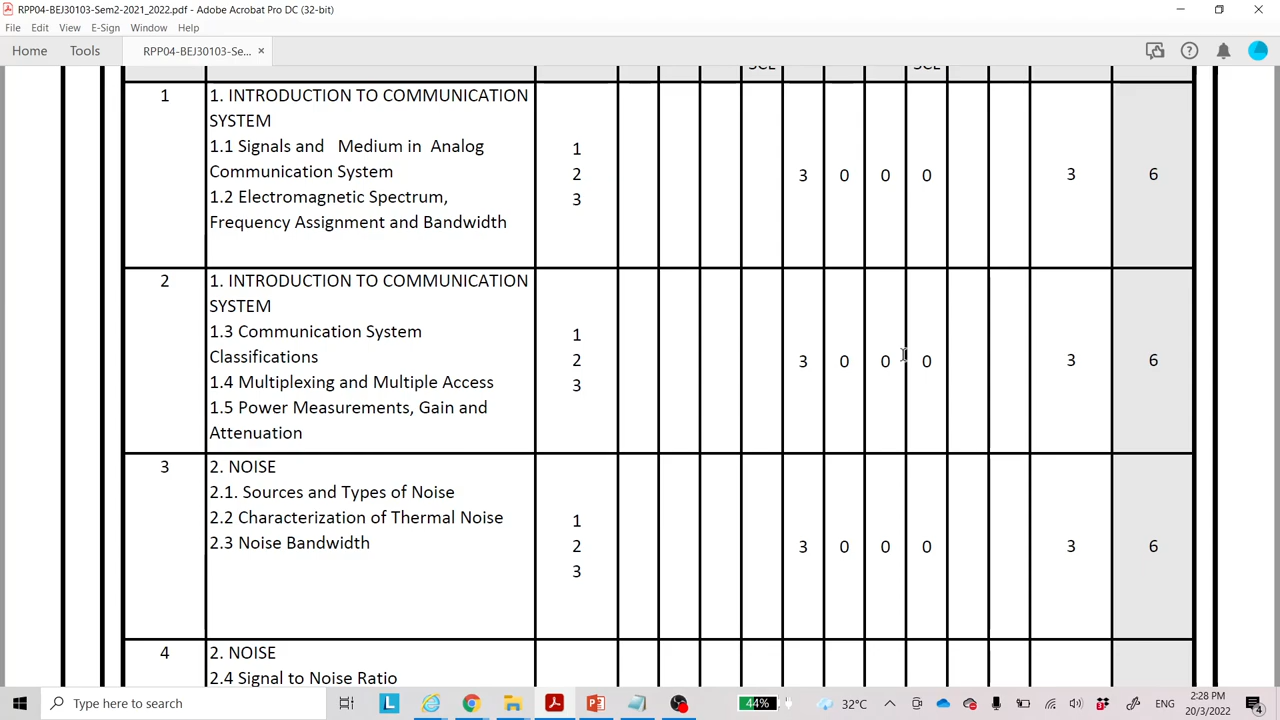 RPP04-BEJ30103-Sem2-2021_2022.pdf - Adobe Acrobat Pro DC (32-bit)
File Edit View E-Sign Window Help
Home Tools RPP04-BEJ30103-Se... ×
SCL SCL
1 1. INTRODUCTION TO COMMUNICATION
SYSTEM
1.1 Signals and Medium in Analog
Communication System
1.2 Electromagnetic Spectrum,
Frequency Assignment and Bandwidth
1
2
3
3 0 0 0 3 6
2 1. INTRODUCTION TO COMMUNICATION
SYSTEM
1.3 Communication System
Classifications
1.4 Multiplexing and Multiple Access
1.5 Power Measurements, Gain and
Attenuation
1
2
3
3 0 0 0 3 6
3 2. NOISE
2.1. Sources and Types of Noise
2.2 Characterization of Thermal Noise
2.3 Noise Bandwidth
1
2
3
3 0 0 0 3 6
4 2. NOISE
2.4 Signal to Noise Ratio
Type here to search L 44% 32°C ENG
2:28 PM
20/3/2022
4